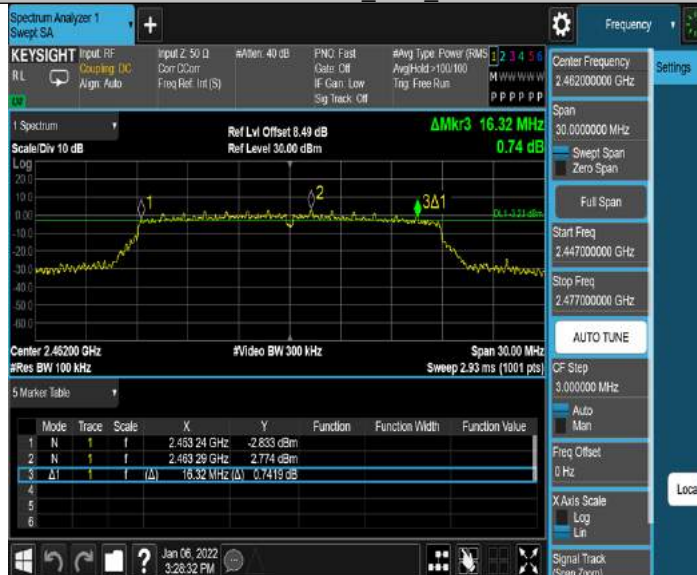 Spectrum Analyzer 1
Swept SA
+
Frequency
KEYSIGHT Input: RF
RL
Coupling: DC
Align: Auto
Input Z: 50 Ω
Corr CCorr
Freq Ref: Int (S)
#Atten: 40 dB
PNO: Fast
Gate: Off
IF Gain: Low
Sig Track: Off
#Avg Type: Power (RMS
Avg|Hold:>100/100
Trig: Free Run
1 2 3 4 5 6
M W W W W W
P P P P P P
Center Frequency
2.462000000 GHz
Settings
Span
30.0000000 MHz
Swept Span
Zero Span
Full Span
Start Freq
2.447000000 GHz
Stop Freq
2.477000000 GHz
AUTO TUNE
CF Step
3.000000 MHz
Auto
Man
Freq Offset
0 Hz
X Axis Scale
Log
Lin
Signal Track
(Span Zoom)
Loca
1 Spectrum
Scale/Div 10 dB
Ref Lvl Offset 8.49 dB
Ref Level 30.00 dBm
ΔMkr3 16.32 MHz
0.74 dB
Log
20.0
10.0
0.00
-10.0
-20.0
-30.0
-40.0
-50.0
-60.0
1
2
3Δ1
Center 2.46200 GHz
#Video BW 300 kHz
Span 30.00 MHz
#Res BW 100 kHz
Sweep 2.93 ms (1001 pts)
5 Marker Table
Mode Trace Scale X Y Function Function Width Function Value
1 N 1 f 2.453 24 GHz -2.833 dBm
2 N 1 f 2.463 29 GHz 2.774 dBm
3 Δ1 1 f (Δ) 16.32 MHz (Δ) 0.7419 dB
4
5
6
?
Jan 06, 2022
3:28:32 PM